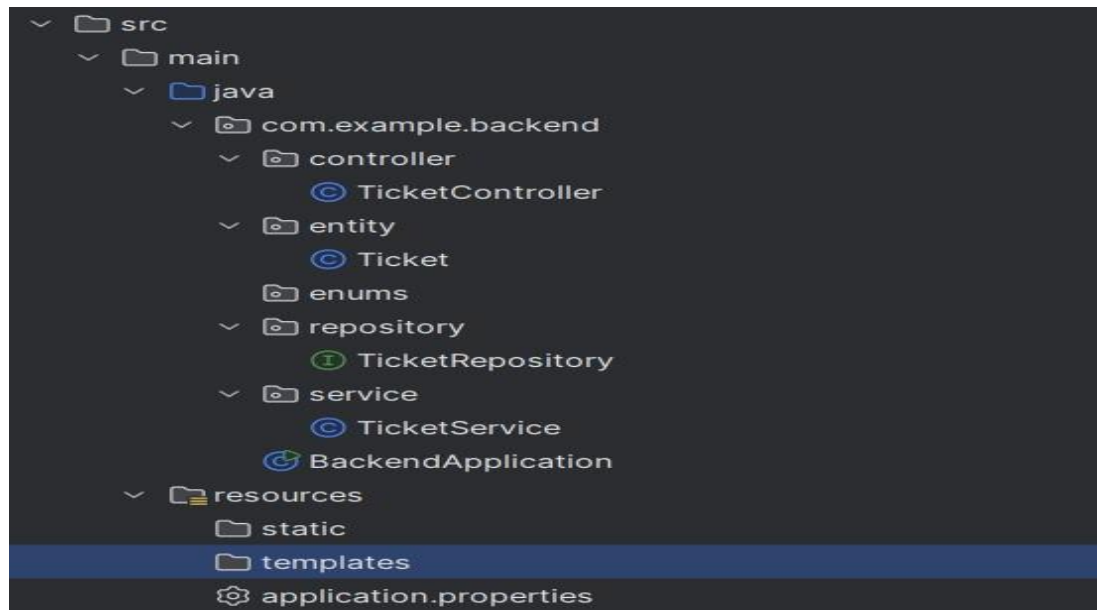 src
main
java
com.example.backend
controller
TicketController
entity
Ticket
enums
repository
TicketRepository
service
TicketService
BackendApplication
resources
static
templates
application.properties